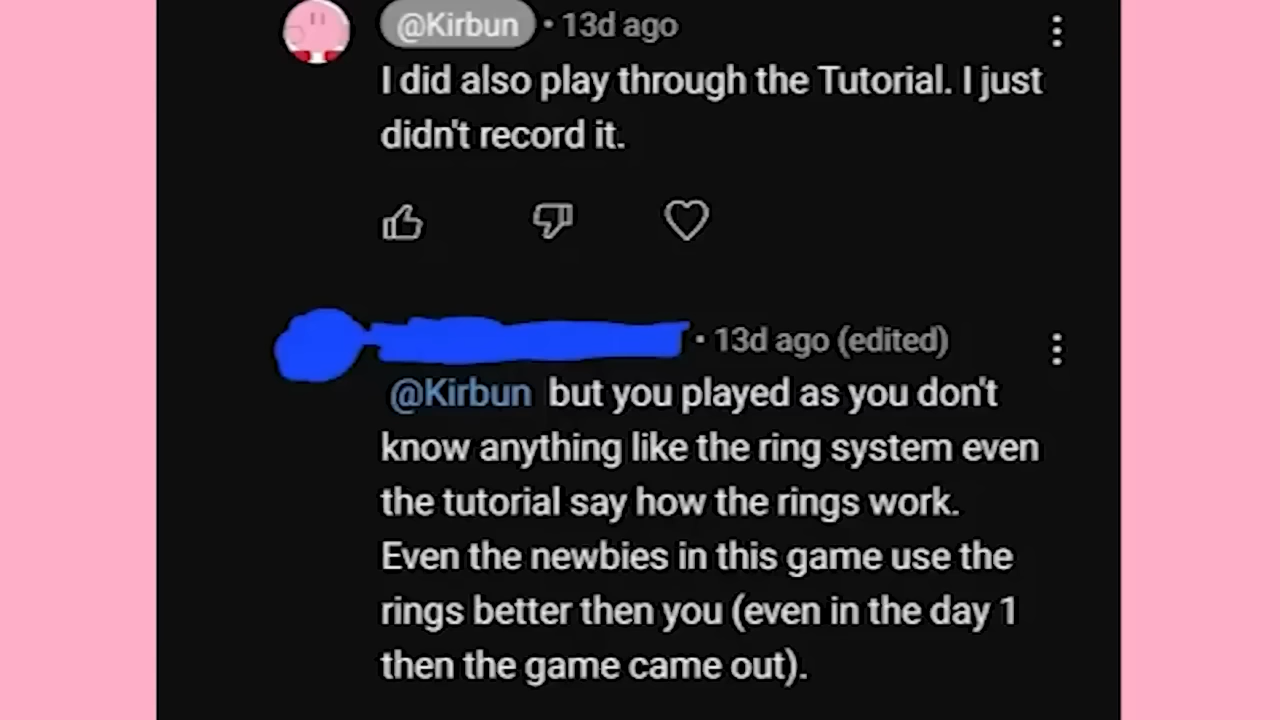 @Kirbun • 13d ago
I did also play through the Tutorial. I just
didn't record it.
• 13d ago (edited)
@Kirbun but you played as you don't
know anything like the ring system even
the tutorial say how the rings work.
Even the newbies in this game use the
rings better then you (even in the day 1
then the game came out).